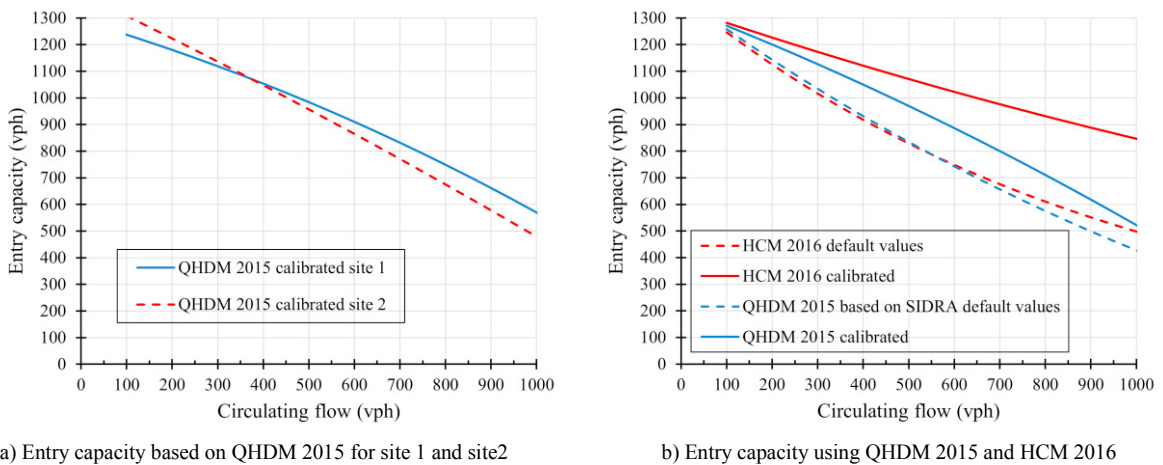 1300
1200
1100
1000
900
800
700
600
500
400
300
200
100
0
Entry capacity (vph)
QHDM 2015 calibrated site 1
QHDM 2015 calibrated site 2
0 100 200 300 400 500 600 700 800 900 1000
Circulating flow (vph)
a) Entry capacity based on QHDM 2015 for site 1 and site2
1300
1200
1100
1000
900
800
700
600
500
400
300
200
100
0
Entry capacity (vph)
HCM 2016 default values
HCM 2016 calibrated
QHDM 2015 based on SIDRA default values
QHDM 2015 calibrated
0 100 200 300 400 500 600 700 800 900 1000
Circulating flow (vph)
b) Entry capacity using QHDM 2015 and HCM 2016